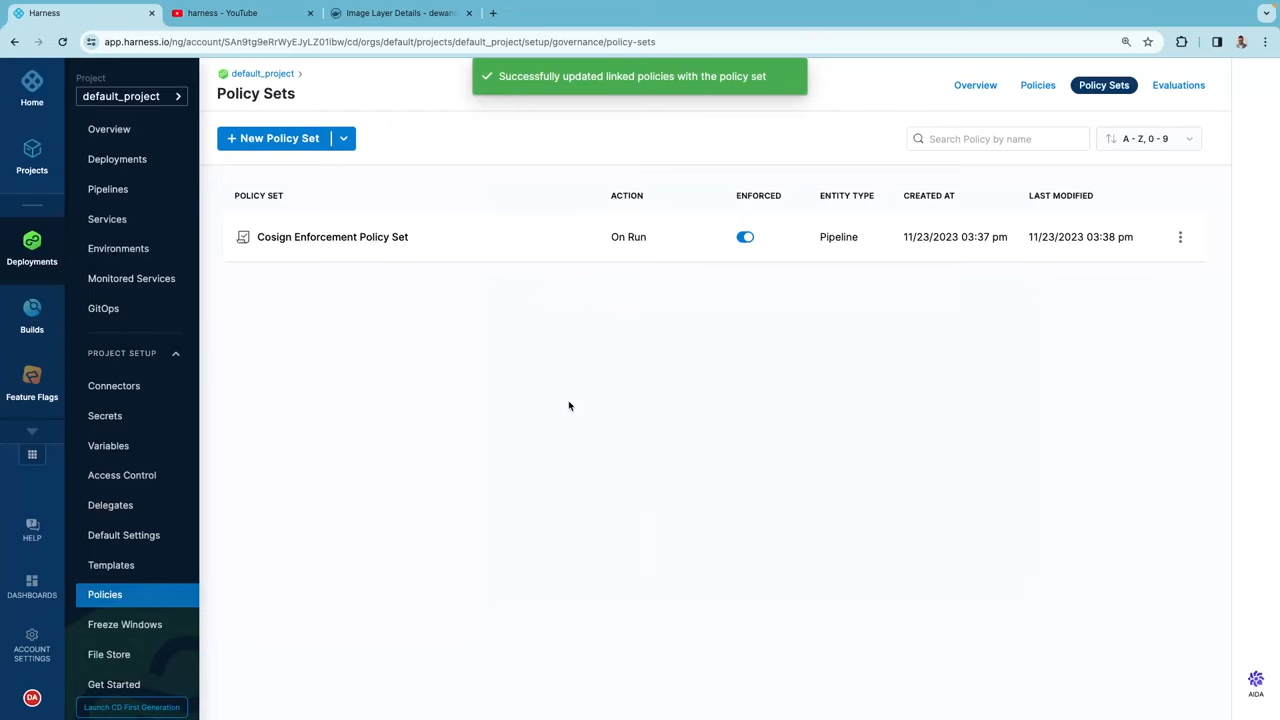 Harness
harness - YouTube
Image Layer Details - dewan
app.harness.io/ng/account/SAn9tg9eRrWyEJyLZ01ibw/cd/orgs/default/projects/default_project/setup/governance/policy-sets
Home
Projects
Deployments
Builds
Feature Flags
HELP
DASHBOARDS
ACCOUNT
SETTINGS
DA
Project
default_project
Overview
Deployments
Pipelines
Services
Environments
Monitored Services
GitOps
PROJECT SETUP
Connectors
Secrets
Variables
Access Control
Delegates
Default Settings
Templates
Policies
Freeze Windows
File Store
Get Started
Launch CD First Generation
default_project
Policy Sets
Successfully updated linked policies with the policy set
Overview
Policies
Policy Sets
Evaluations
+ New Policy Set
Search Policy by name
A - Z, 0 - 9
POLICY SET ACTION ENFORCED ENTITY TYPE CREATED AT LAST MODIFIED
Cosign Enforcement Policy Set On Run Pipeline 11/23/2023 03:37 pm 11/23/2023 03:38 pm
AIDA